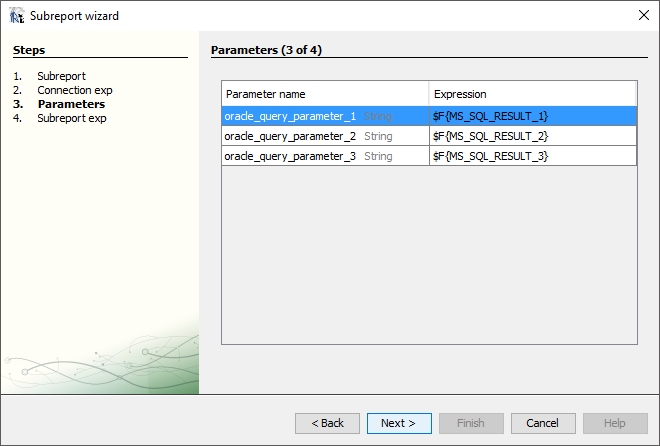 Subreport wizard
Steps
1. Subreport
2. Connection exp
3. Parameters
4. Subreport exp
Parameters (3 of 4)
Parameter name Expression
oracle_query_parameter_1 String $F{MS_SQL_RESULT_1}
oracle_query_parameter_2 String $F{MS_SQL_RESULT_2}
oracle_query_parameter_3 String $F{MS_SQL_RESULT_3}
< Back Next > Finish Cancel Help